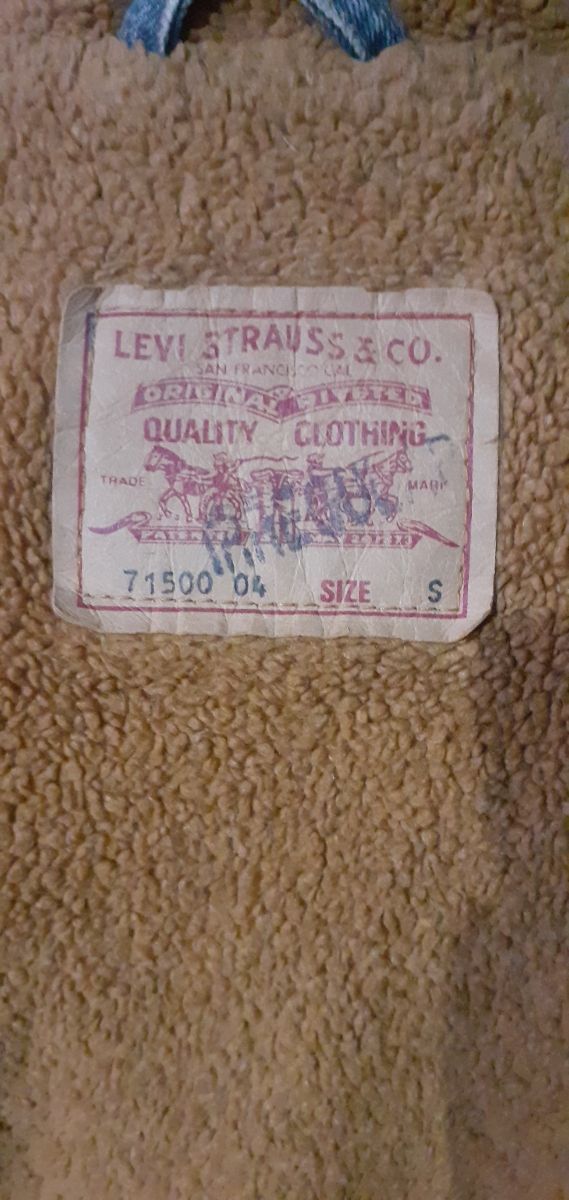 LEVI STRAUSS & CO.
SAN FRANCISCO CAL
ORIGINAL RIVETED
QUALITY CLOTHING
TRADE MARK
71500 04 SIZE S